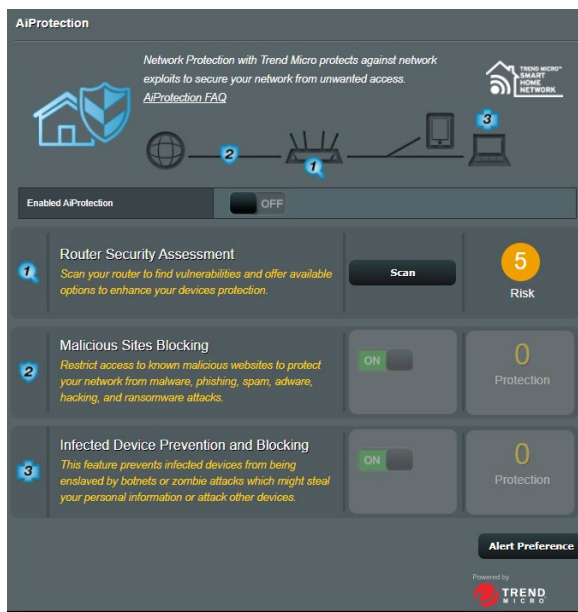 AiProtection
Network Protection with Trend Micro protects against network
exploits to secure your network from unwanted access.
AiProtection FAQ
TREND MICRO™
SMART
HOME
NETWORK
3
2
1
Enabled AiProtection
OFF
1
Router Security Assessment
Scan your router to find vulnerabilities and offer available
options to enhance your devices protection.
Scan
5
Risk
2
Malicious Sites Blocking
Restrict access to known malicious websites to protect
your network from malware, phishing, spam, adware,
hacking, and ransomware attacks.
ON
0
Protection
3
Infected Device Prevention and Blocking
This feature prevents infected devices from being
enslaved by botnets or zombie attacks which might steal
your personal information or attack other devices.
ON
0
Protection
Alert Preference
Powered by
TREND
MICRO